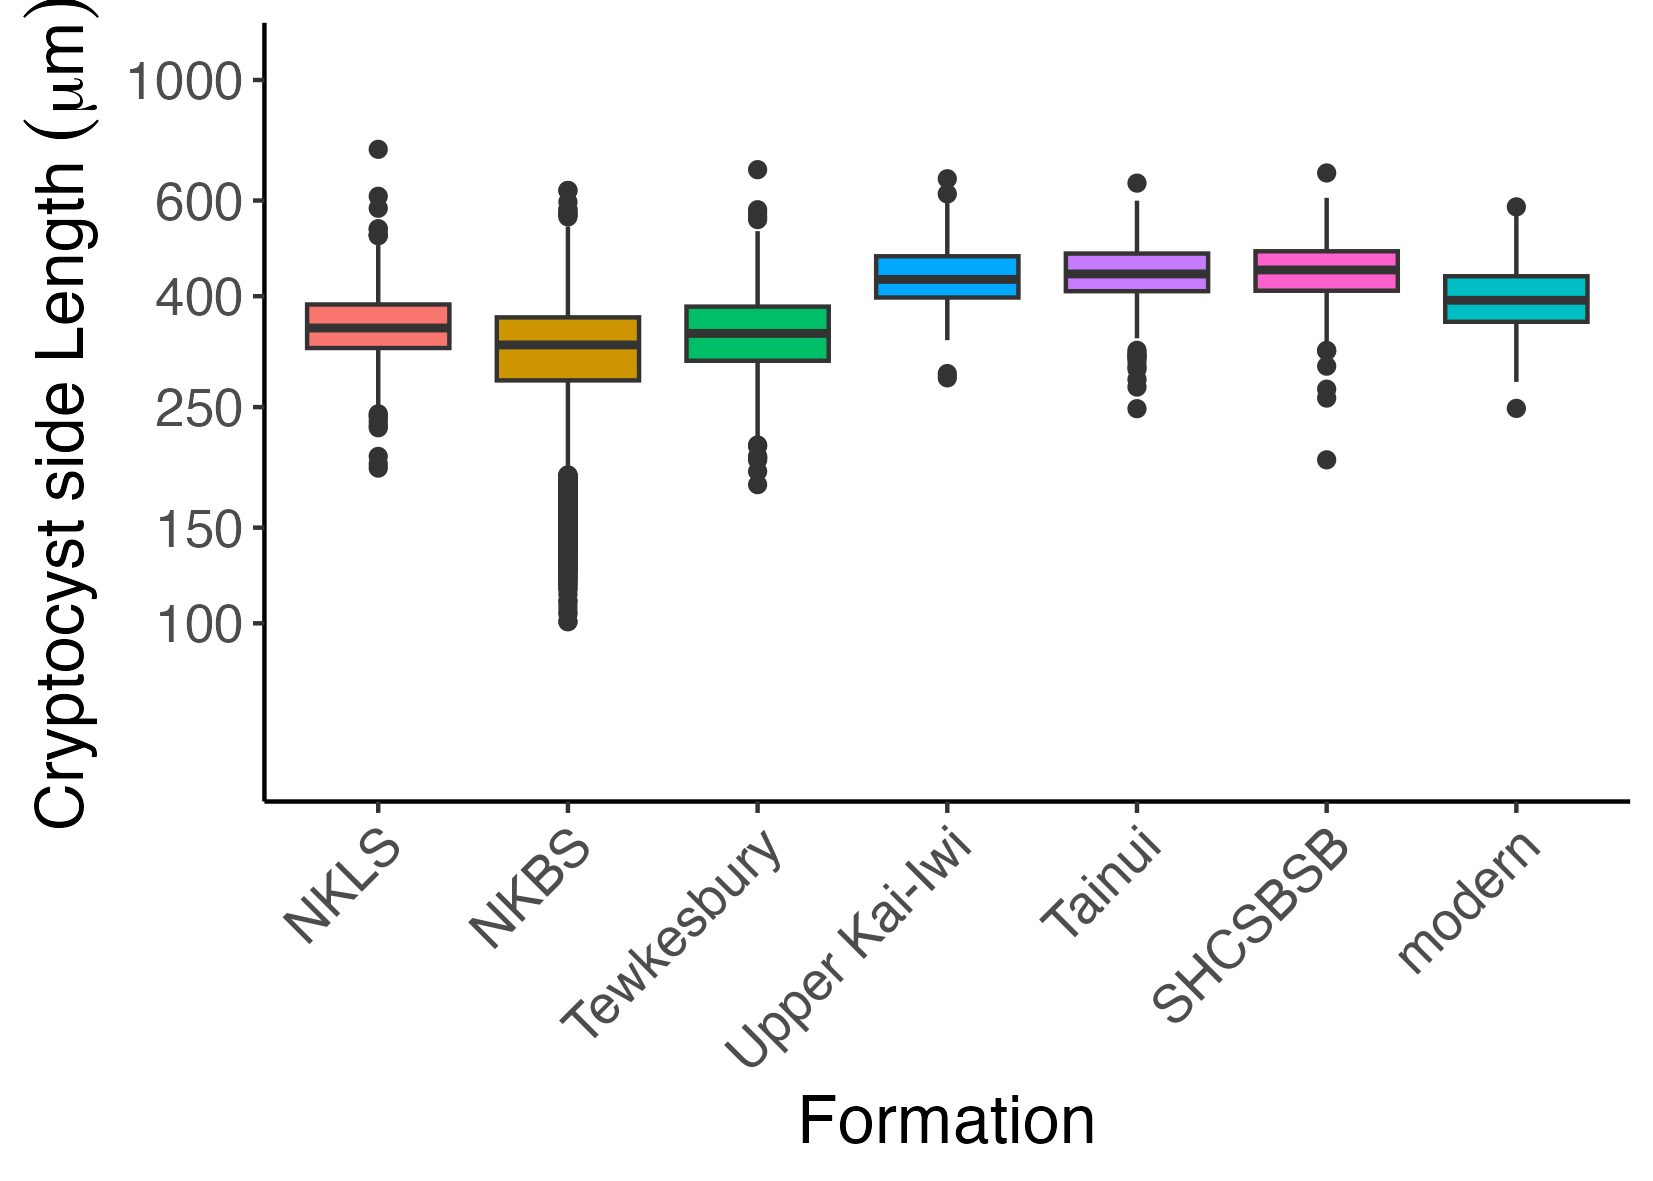 Cryptocyst side Length (μm)
1000
600
400
250
150
100
NKLS
NKBS
Tewkesbury
Upper Kai-Iwi
Tainui
SHCSBSB
modern
Formation